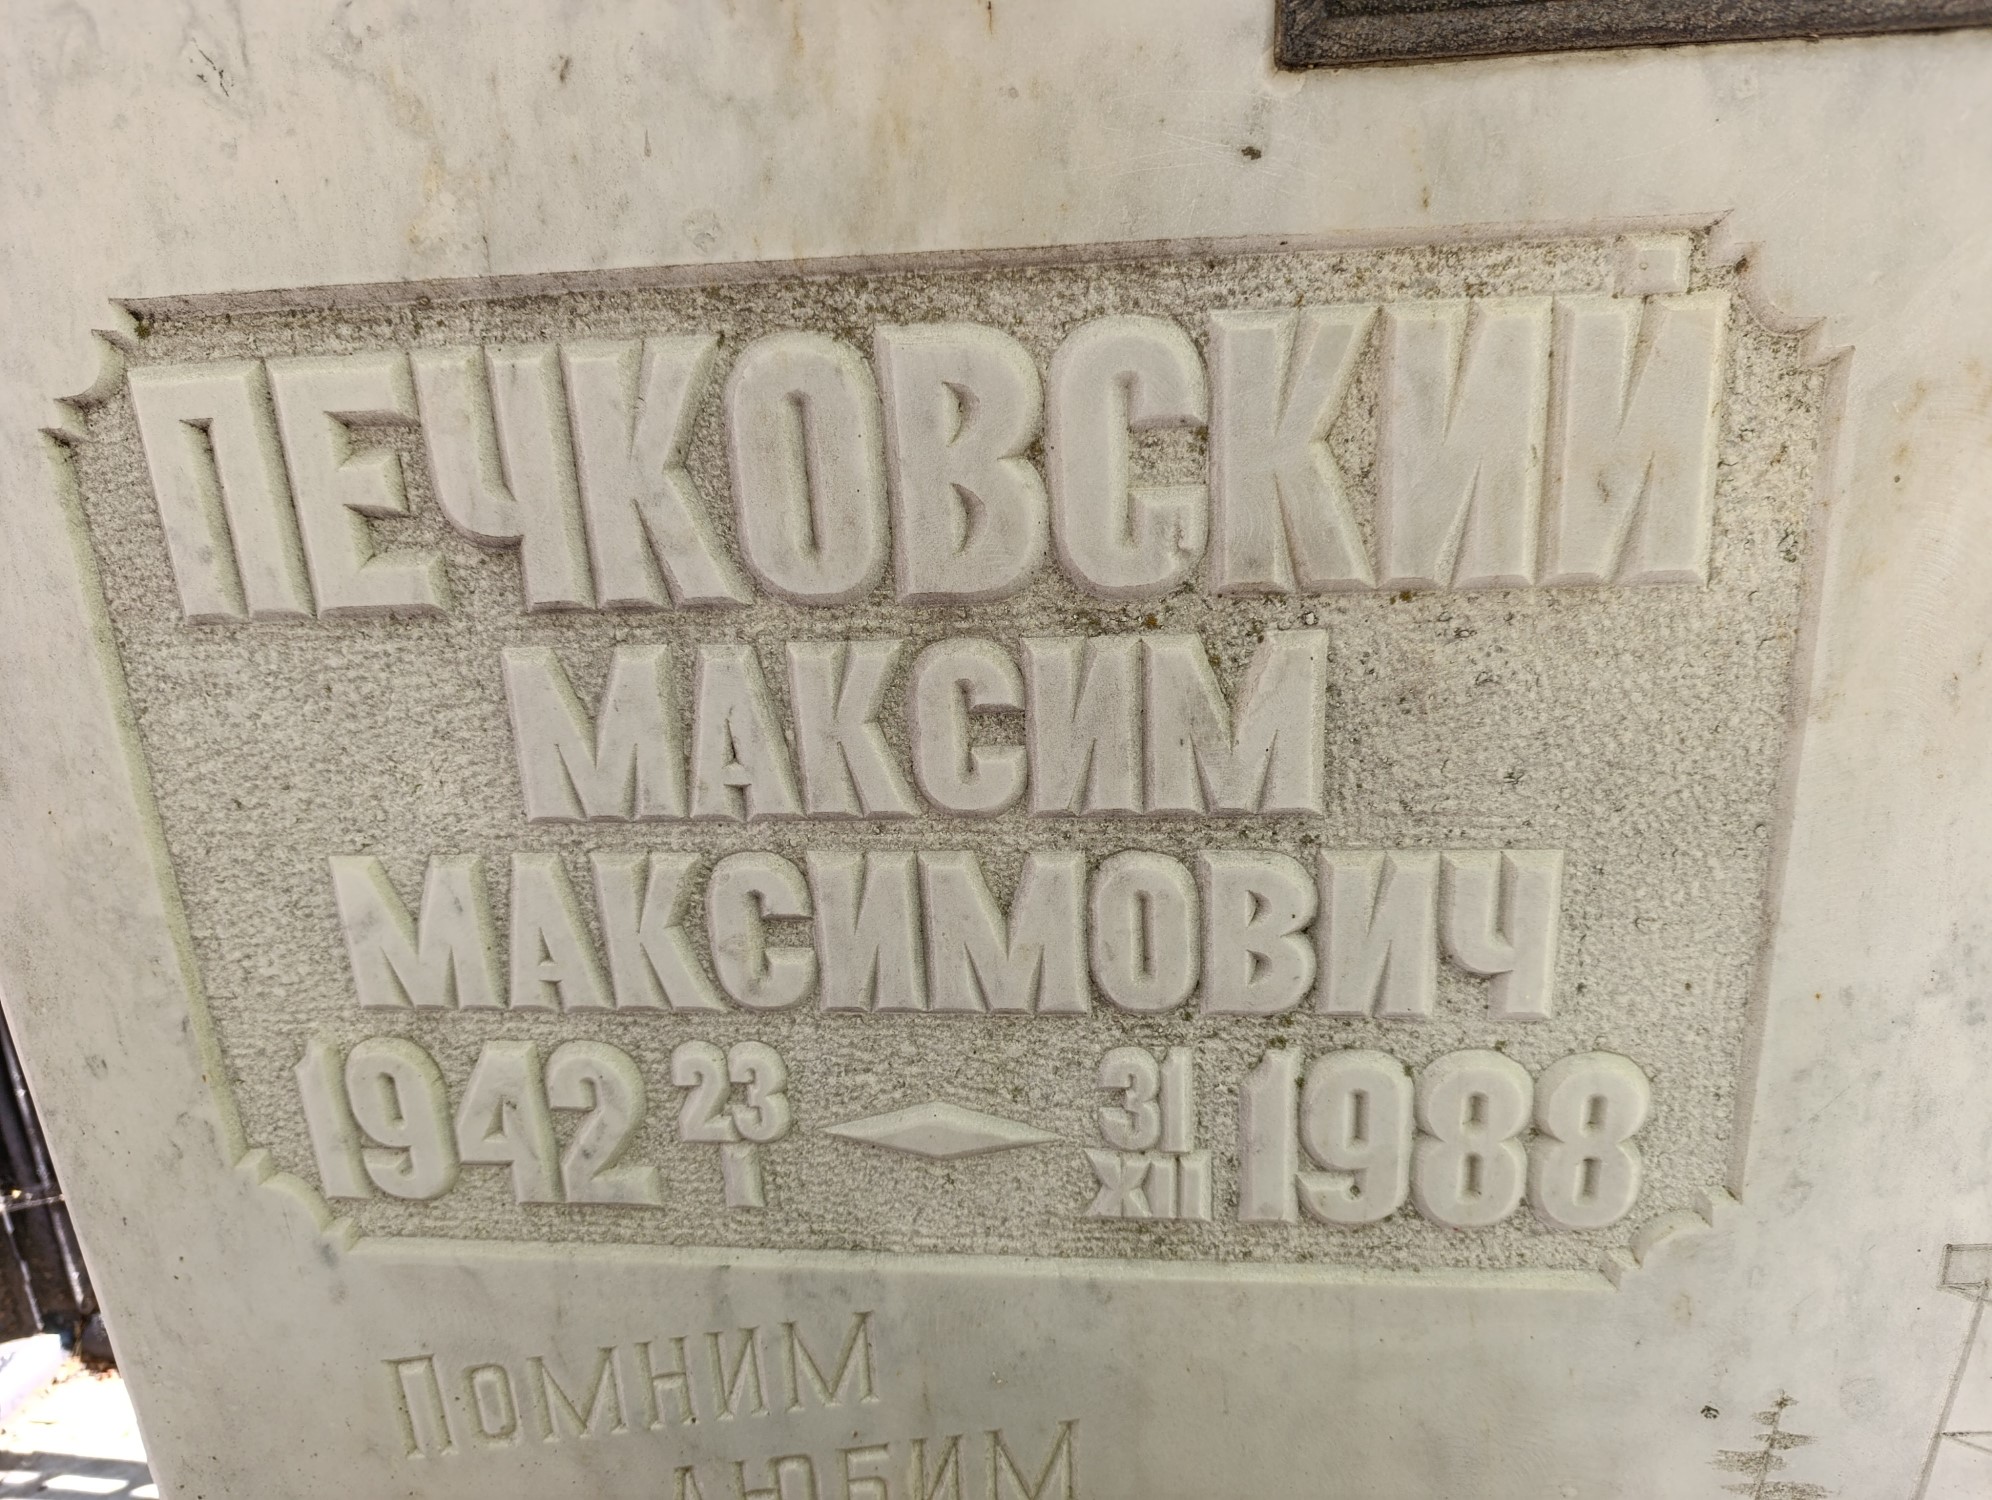 ПЕЧКОВСКИЙ
МАКСИМ
МАКСИМОВИЧ
1942 23 I 31 XII 1988
Помним
любим